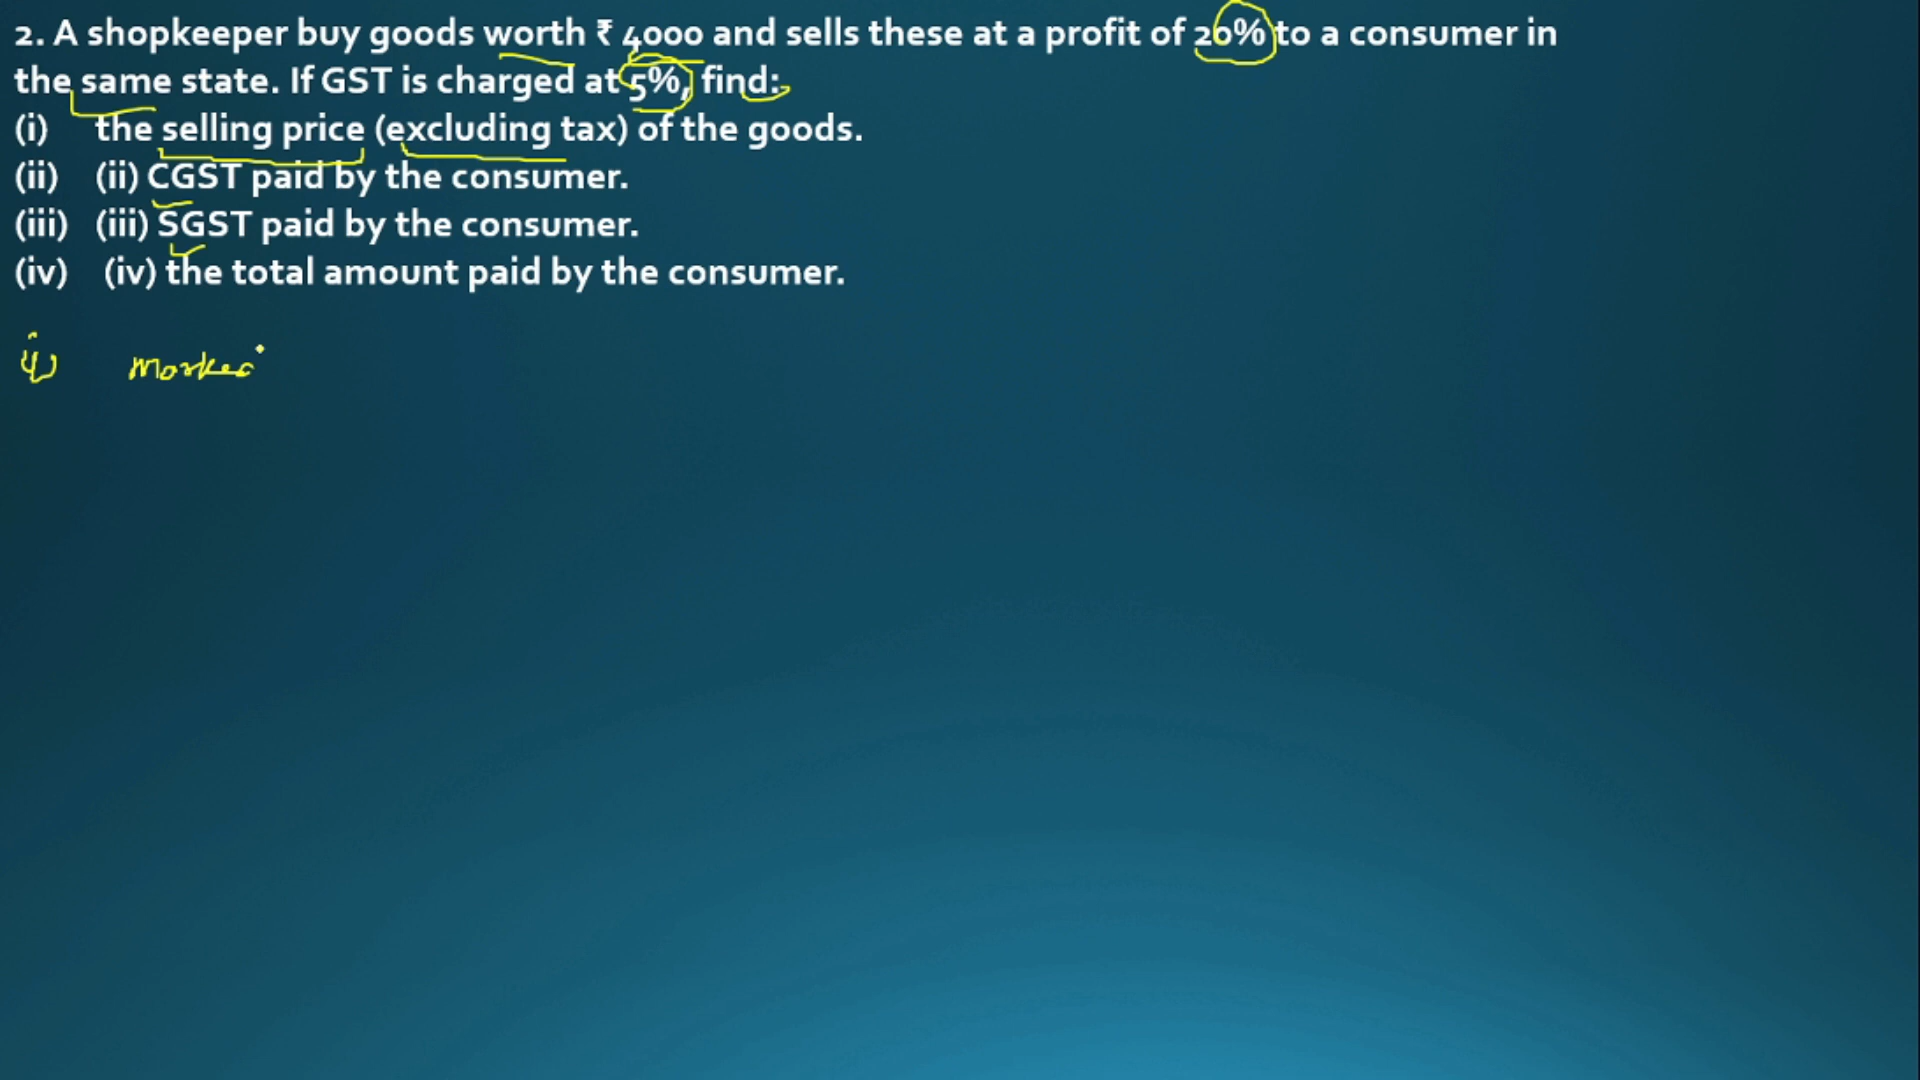 2. A shopkeeper buy goods worth ₹ 4000 and sells these at a profit of 20% to a consumer in
the same state. If GST is charged at 5%, find:
(i) the selling price (excluding tax) of the goods.
(ii) (ii) CGST paid by the consumer.
(iii) (iii) SGST paid by the consumer.
(iv) (iv) the total amount paid by the consumer.